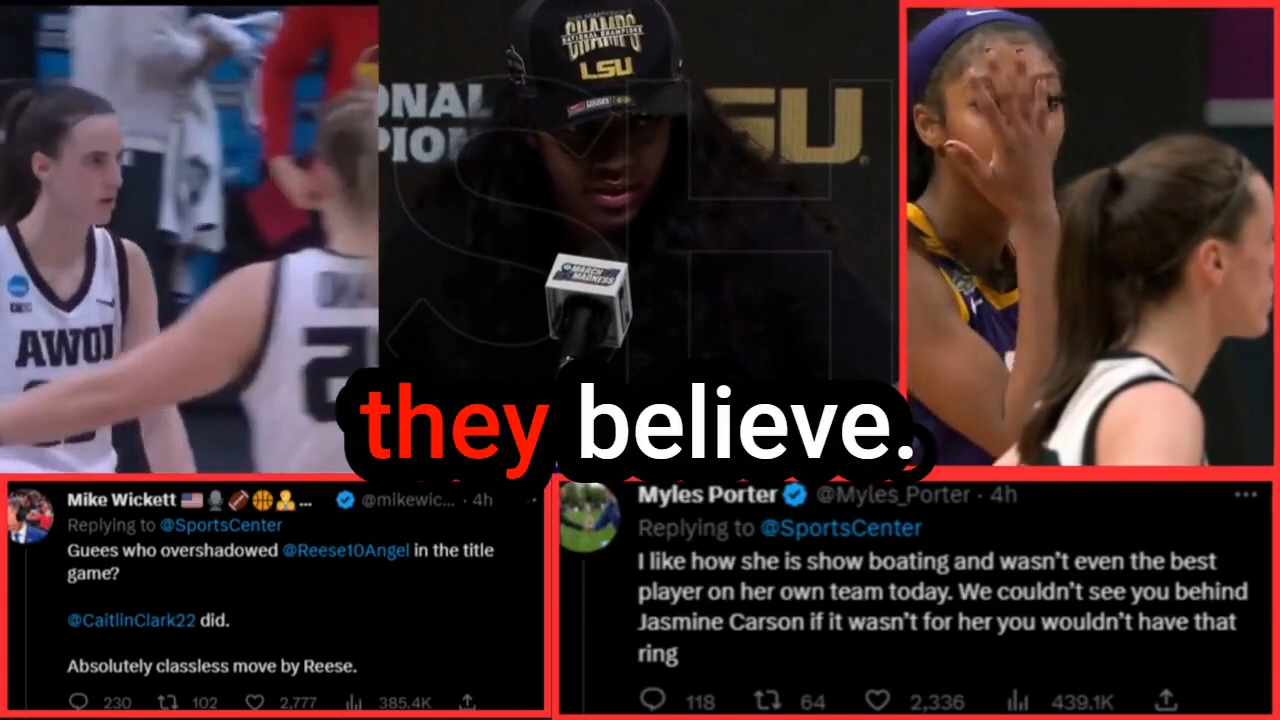 CHAMPS
NATIONAL CHAMPIONS
LSU
ONAL
PION
SU
MARCH
MADNESS
AWOI
2
they believe.
Mike Wickett ... @mikewic... · 4h
Replying to @SportsCenter
Guees who overshadowed @Reese10Angel in the title
game?
@CaitlinClark22 did.
Absolutely classless move by Reese.
230 102 2,777 385.4K
Myles Porter @Myles_Porter · 4h
Replying to @SportsCenter
I like how she is show boating and wasn't even the best
player on her own team today. We couldn't see you behind
Jasmine Carson if it wasn't for her you wouldn't have that
ring
118 64 2,336 439.1K